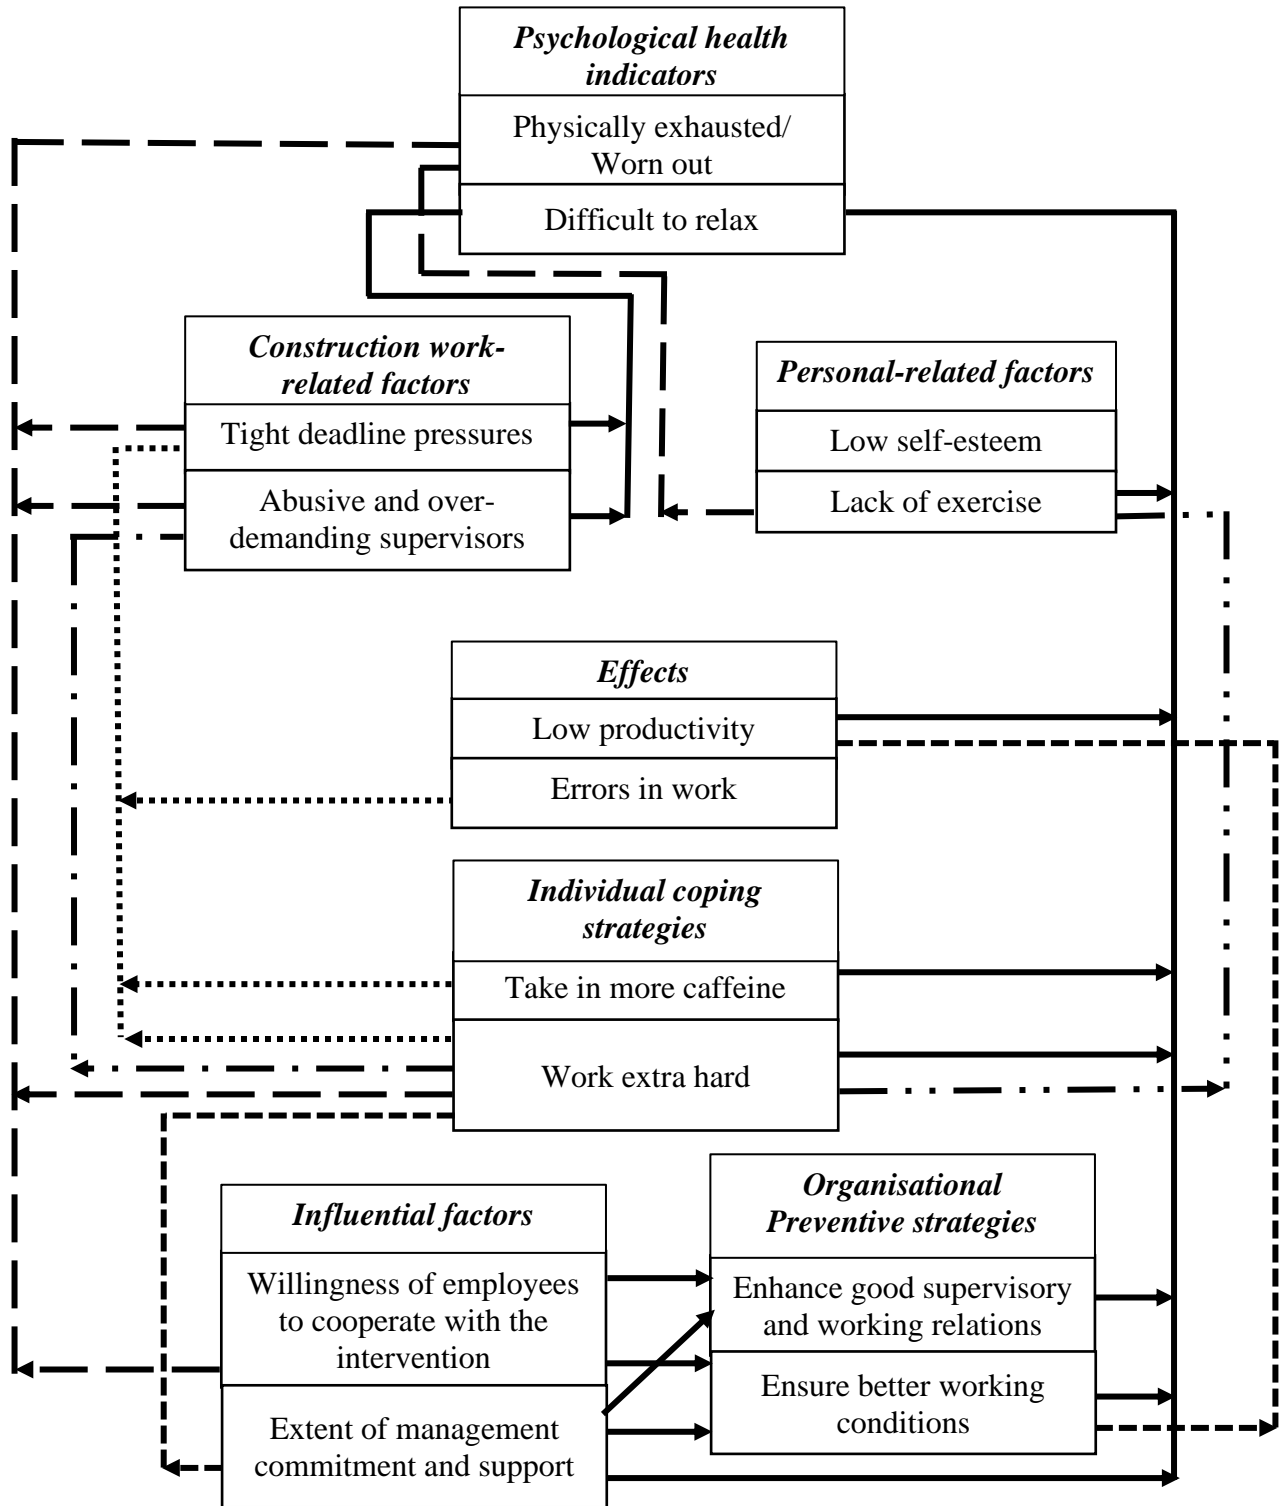 Psychological health
indicators
Physically exhausted/
Worn out
Difficult to relax
Construction work-
related factors
Tight deadline pressures
Abusive and over-
demanding supervisors
Personal-related factors
Low self-esteem
Lack of exercise
Effects
Low productivity
Errors in work
Individual coping
strategies
Take in more caffeine
Work extra hard
Influential factors
Willingness of employees
to cooperate with the
intervention
Extent of management
commitment and support
Organisational
Preventive strategies
Enhance good supervisory
and working relations
Ensure better working
conditions